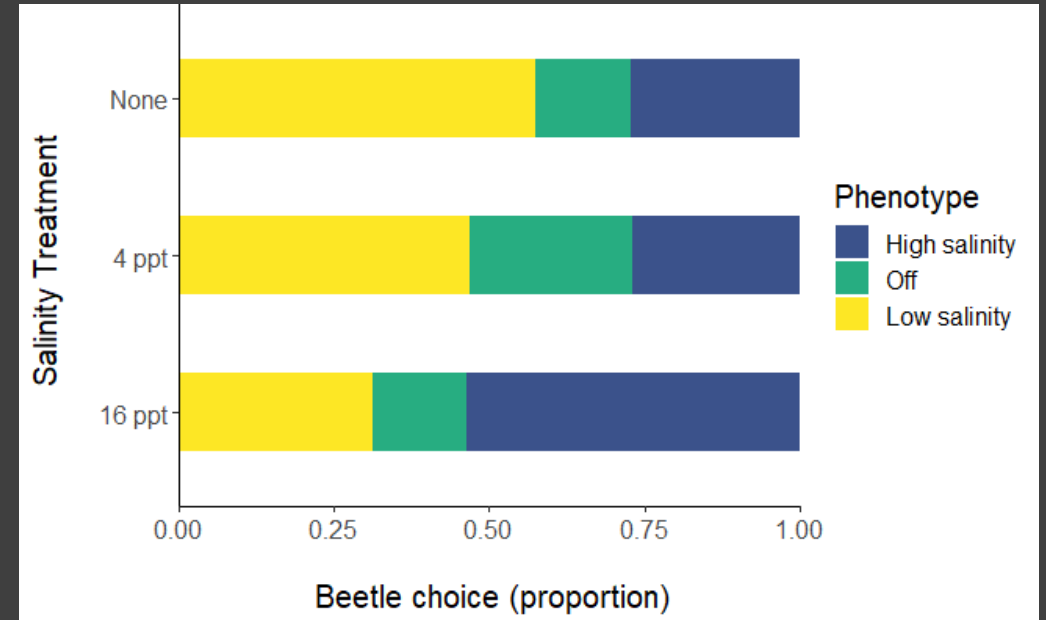 Salinity Treatment
None
4 ppt
16 ppt
0.00 0.25 0.50 0.75 1.00
Beetle choice (proportion)
Phenotype
High salinity
Off
Low salinity